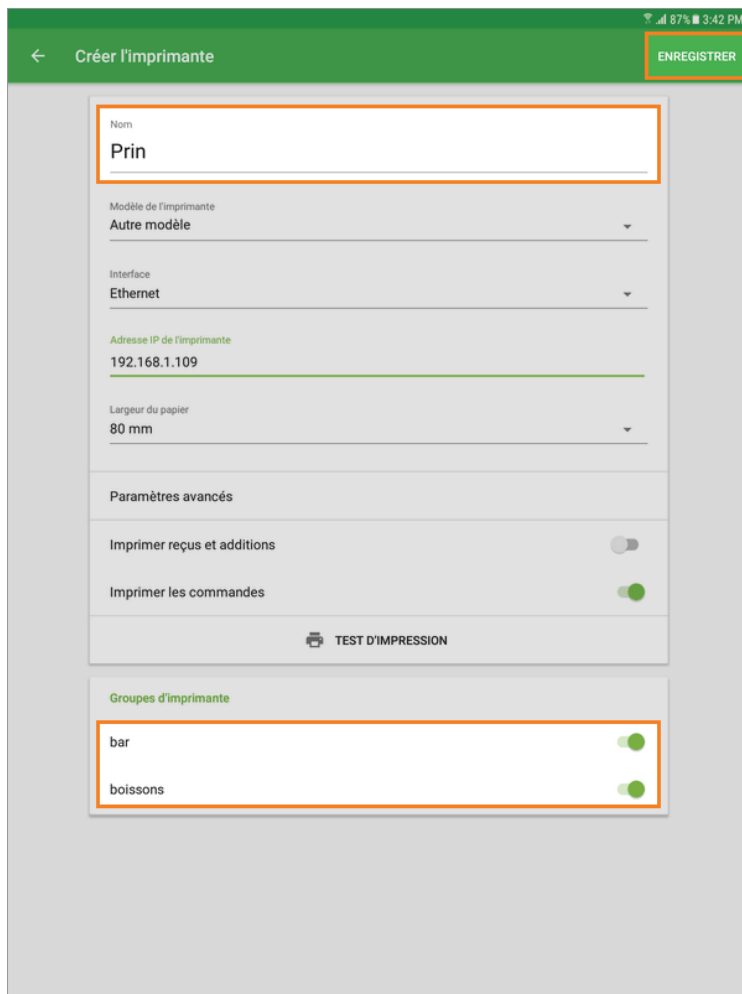 87% 3:42 PM
Créer l'imprimante
ENREGISTRER
Nom
Prin
Modèle de l'imprimante
Autre modèle
Interface
Ethernet
Adresse IP de l'imprimante
192.168.1.109
Largeur du papier
80 mm
Paramètres avancés
Imprimer reçus et additions
Imprimer les commandes
TEST D'IMPRESSION
Groupes d'imprimante
bar
boissons